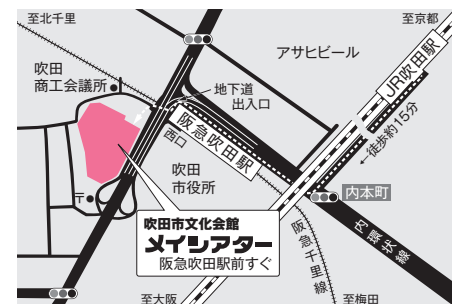 至北千里
至京都
アサヒビール
JR吹田駅
吹田
商工会議所
地下道
出入口
←徒歩約15分
阪急吹田駅
西口
吹田
市役所
〒
内本町
吹田市文化会館
メイシアター
阪急吹田駅前すぐ
内環状線
阪急千里線
至大阪
至梅田